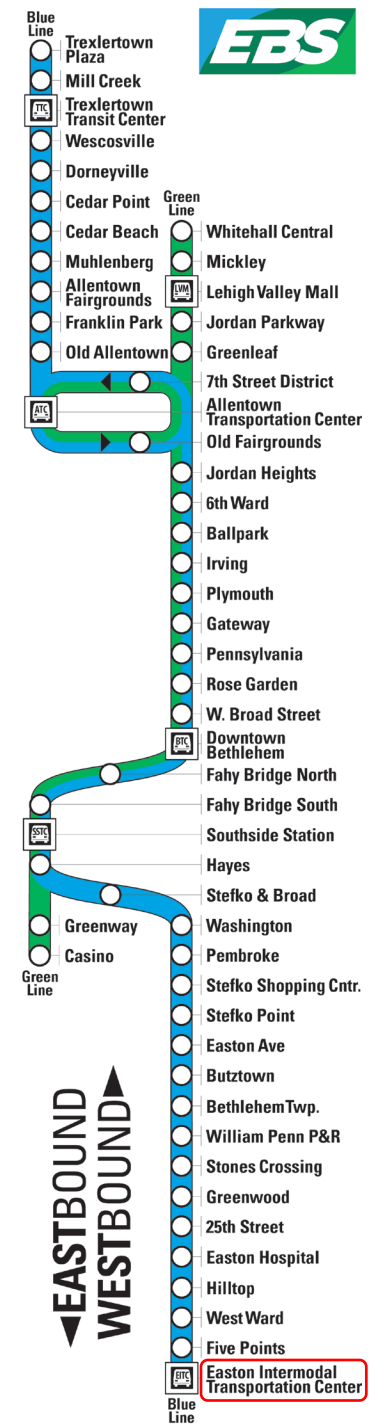 Blue
Line
EBS
Trexlertown
Plaza
Mill Creek
TTC
Trexlertown
Transit Center
Wescosville
Dorneyville
Cedar Point
Green
Line
Cedar Beach
Whitehall Central
Muhlenberg
Mickley
Allentown
Fairgrounds
LVM
Lehigh Valley Mall
Franklin Park
Jordan Parkway
Old Allentown
Greenleaf
7th Street District
ATC
Allentown
Transportation Center
Old Fairgrounds
Jordan Heights
6th Ward
Ballpark
Irving
Plymouth
Gateway
Pennsylvania
Rose Garden
W. Broad Street
BTC
Downtown
Bethlehem
Fahy Bridge North
Fahy Bridge South
SSTC
Southside Station
Hayes
Stefko & Broad
Greenway
Washington
Casino
Pembroke
Green
Line
Stefko Shopping Cntr.
Stefko Point
Easton Ave
Butztown
Bethlehem Twp.
William Penn P&R
Stones Crossing
Greenwood
25th Street
Easton Hospital
Hilltop
West Ward
Five Points
EASTBOUND
WESTBOUND
EITC
Easton Intermodal
Transportation Center
Blue
Line